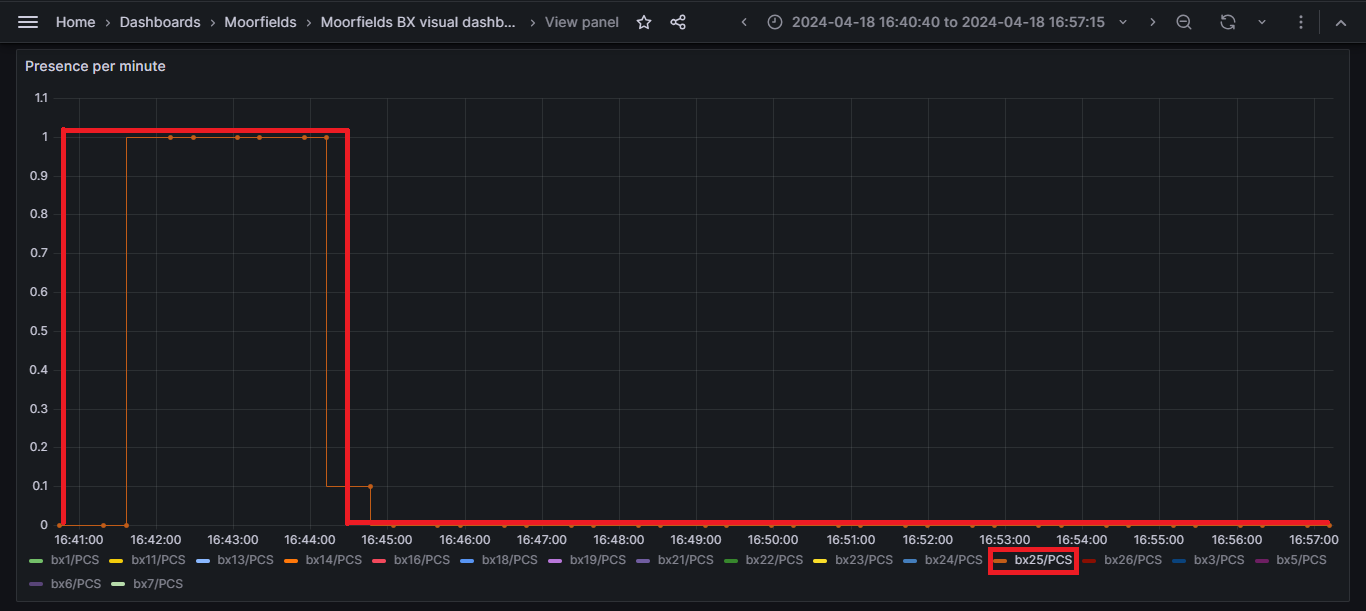 Home > Dashboards > Moorfields > Moorfields BX visual dashb... > View panel 2024-04-18 16:40:40 to 2024-04-18 16:57:15
Presence per minute
1.1
1
0.9
0.8
0.7
0.6
0.5
0.4
0.3
0.2
0.1
0
16:41:00 16:42:00 16:43:00 16:44:00 16:45:00 16:46:00 16:47:00 16:48:00 16:49:00 16:50:00 16:51:00 16:52:00 16:53:00 16:54:00 16:55:00 16:56:00 16:57:00
bx1/PCS bx11/PCS bx13/PCS bx14/PCS bx16/PCS bx18/PCS bx19/PCS bx21/PCS bx22/PCS bx23/PCS bx24/PCS bx25/PCS bx26/PCS bx3/PCS bx5/PCS
bx6/PCS bx7/PCS